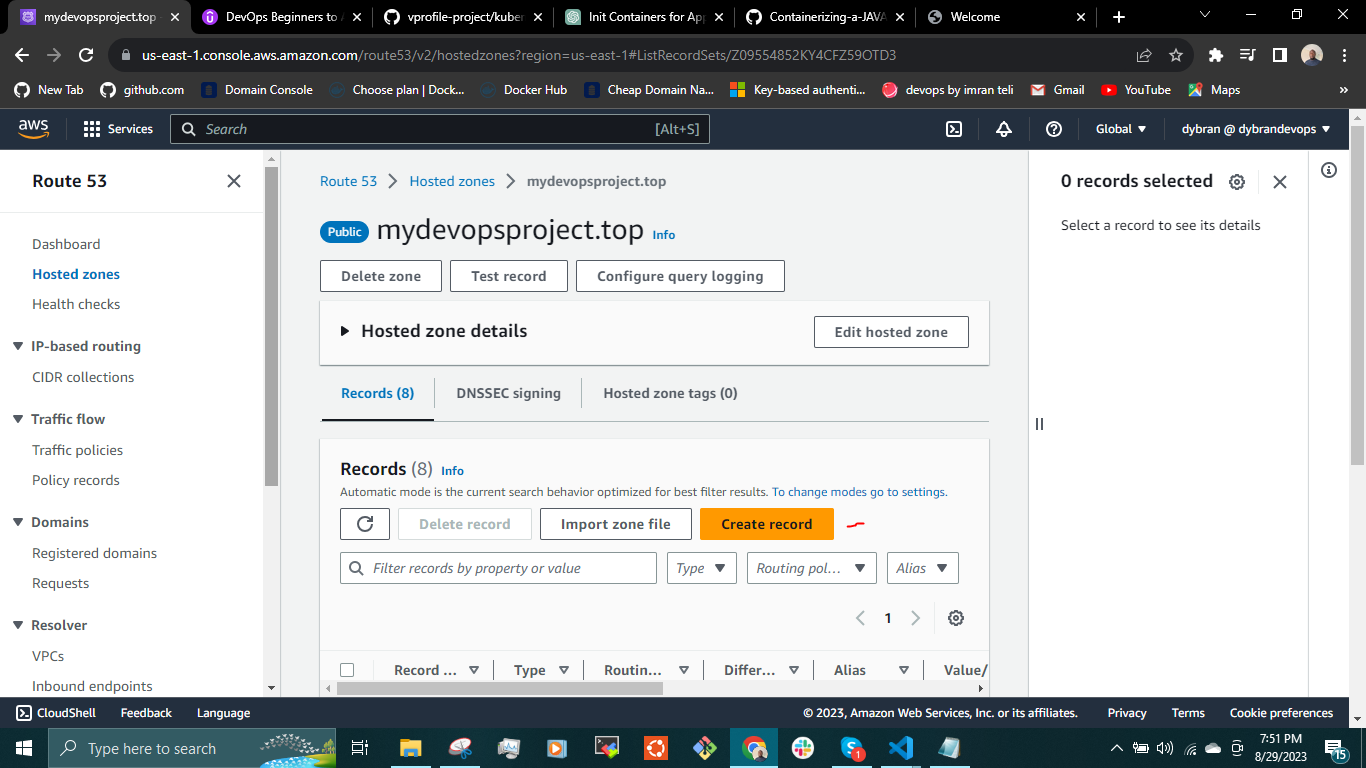 mydevopsproject.top
DevOps Beginners to A
vprofile-project/kuber
Init Containers for App
Containerizing-a-JAVA
Welcome
us-east-1.console.aws.amazon.com/route53/v2/hostedzones?region=us-east-1#ListRecordSets/Z09554852KY4CFZ59OTD3
New Tab
github.com
Domain Console
Choose plan | Dock...
Docker Hub
Cheap Domain Na...
Key-based authenti...
devops by imran teli
Gmail
YouTube
Maps
»
aws
Services
Search
[Alt+S]
Global
dybran @ dybrandevops
Route 53
Dashboard
Hosted zones
Health checks
IP-based routing
CIDR collections
Traffic flow
Traffic policies
Policy records
Domains
Registered domains
Requests
Resolver
VPCs
Inbound endpoints
Route 53
Hosted zones
mydevopsproject.top
Public
mydevopsproject.top
Info
Delete zone
Test record
Configure query logging
Hosted zone details
Edit hosted zone
Records (8)
DNSSEC signing
Hosted zone tags (0)
Records (8) Info
Automatic mode is the current search behavior optimized for best filter results. To change modes go to settings.
Delete record
Import zone file
Create record
Filter records by property or value
Type
Routing pol...
Alias
1
Record ...
Type
Routin...
Differ...
Alias
Value/
0 records selected
Select a record to see its details
CloudShell
Feedback
Language
© 2023, Amazon Web Services, Inc. or its affiliates.
Privacy
Terms
Cookie preferences
Type here to search
1
7:51 PM
8/29/2023
15